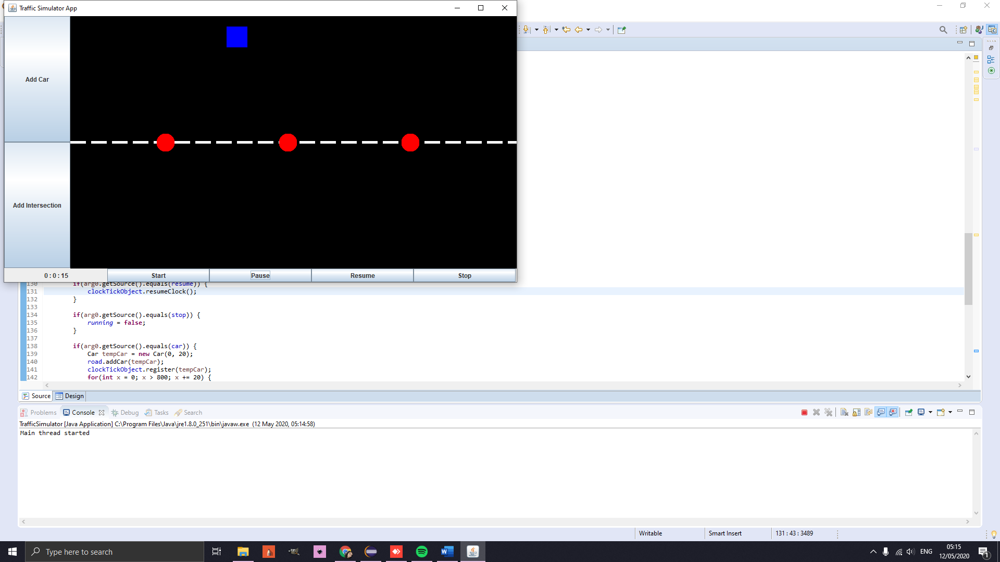 Traffic Simulator App
Add Car
Add Intersection
0 : 0 : 15
Start
Pause
Resume
Stop
130 if(arg0.getSource().equals(resume)) {
131 clockTickObject.resumeClock();
132 }
133
134 if(arg0.getSource().equals(stop)) {
135 running = false;
136 }
137
138 if(arg0.getSource().equals(car)) {
139 Car tempCar = new Car(0, 20);
140 road.addCar(tempCar);
141 clockTickObject.register(tempCar);
142 for(int x = 0; x > 800; x += 20) {
Source Design
Problems Console Debug Tasks Search
TrafficSimulator [Java Application] C:\Program Files\Java\jre1.8.0_251\bin\javaw.exe (12 May 2020, 05:14:58)
Main thread started
Writable Smart Insert 131 : 43 : 3489
Type here to search
ENG
05:15
12/05/2020
1